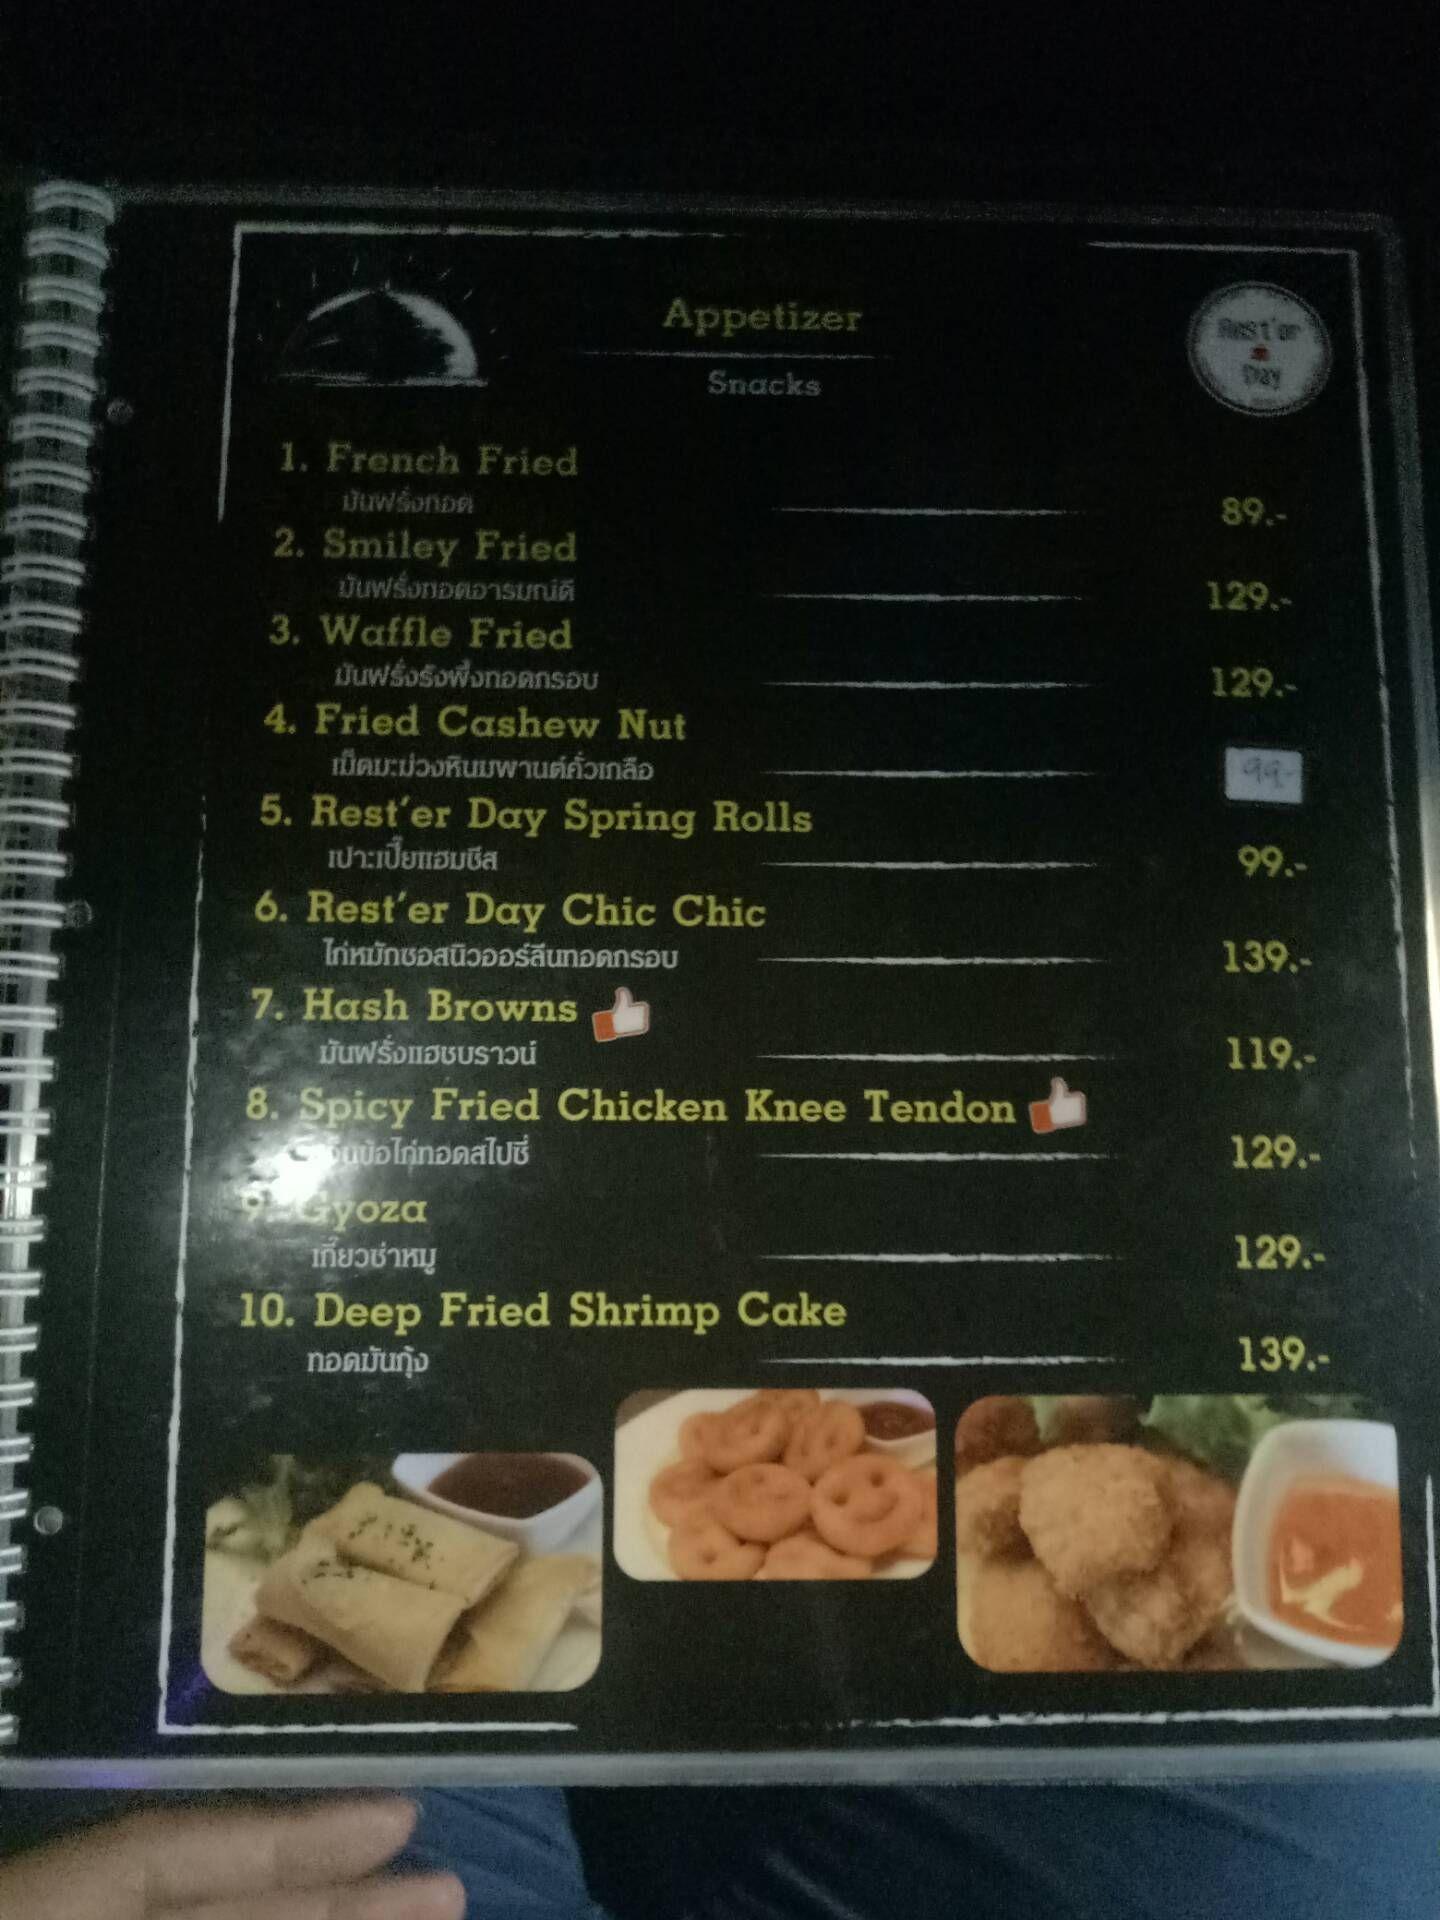 Appetizer
Snacks
Rest'er
Day
1. French Fried
มันฝรั่งทอด 89.-
2. Smiley Fried
มันฝรั่งทอดอารมณ์ดี 129.-
3. Waffle Fried
มันฝรั่งรังผึ้งทอดกรอบ 129.-
4. Fried Cashew Nut
เม็ดมะม่วงหินมพานต์คั่วเกลือ 99.-
5. Rest'er Day Spring Rolls
เปาะเปี๊ยแฮมชีส 99.-
6. Rest'er Day Chic Chic
ไก่หมักซอสนิวออร์ลีนทอดกรอบ 139.-
7. Hash Browns
มันฝรั่งแฮชบราวน์ 119.-
8. Spicy Fried Chicken Knee Tendon
ข้อไก่ทอดสไปซี่ 129.-
9. Gyoza
เกี๊ยวซ่าหมู 129.-
10. Deep Fried Shrimp Cake
ทอดมันกุ้ง 139.-